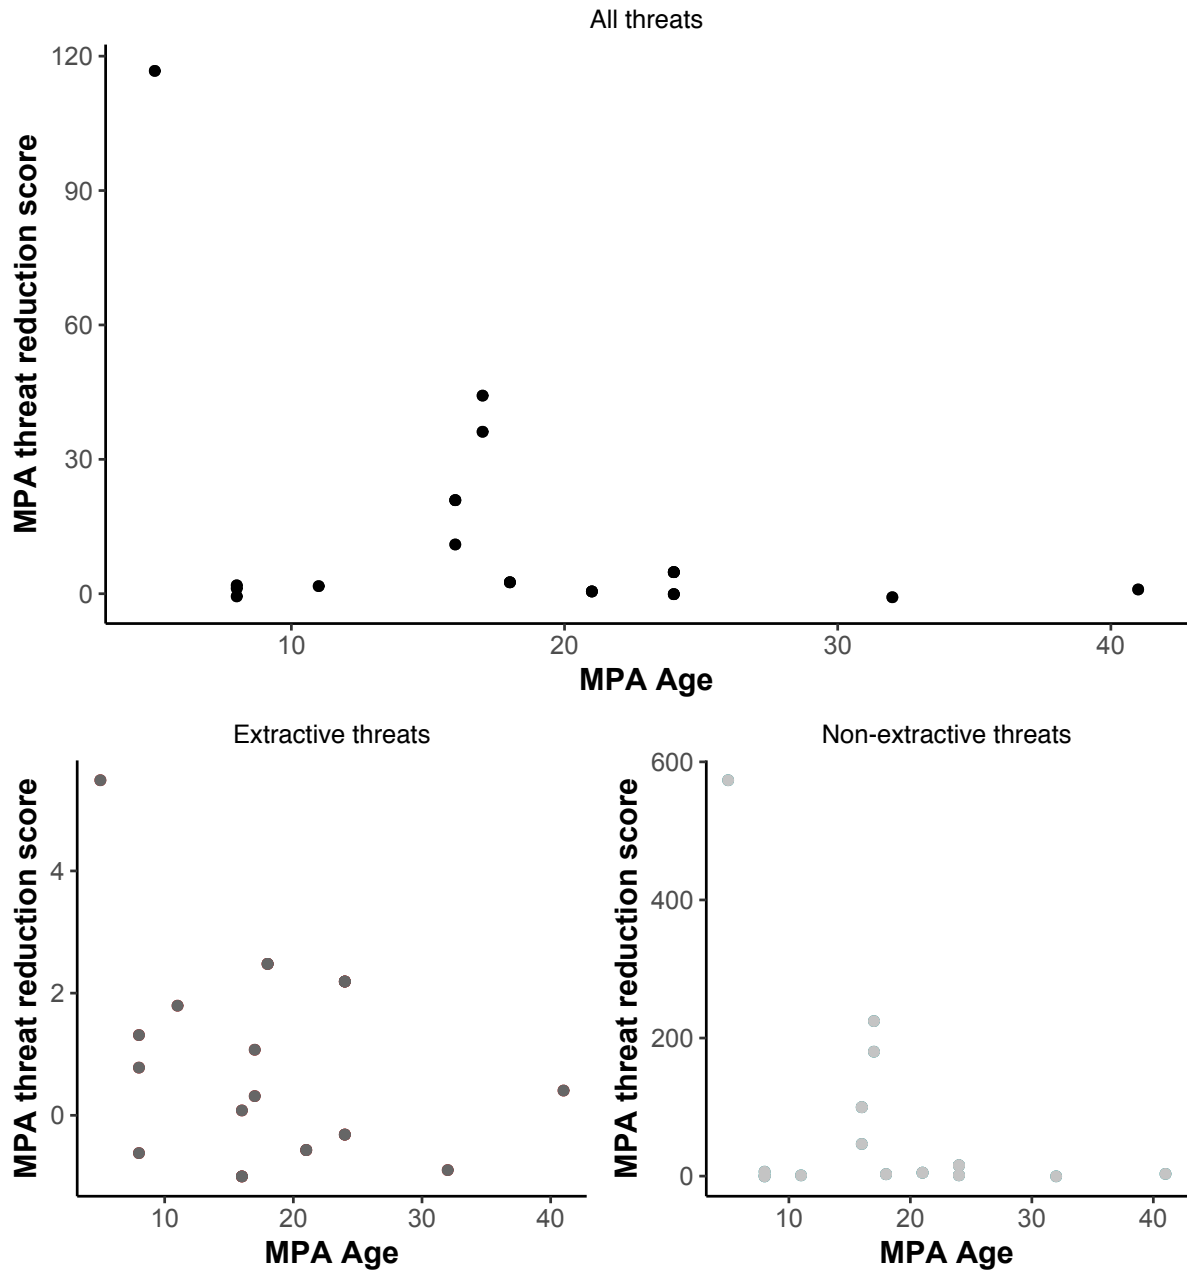 All threats
MPA threat reduction score
120
90
60
30
0
10 20 30 40
MPA Age
Extractive threats
MPA threat reduction score
4
2
0
10 20 30 40
MPA Age
Non-extractive threats
MPA threat reduction score
600
400
200
0
10 20 30 40
MPA Age